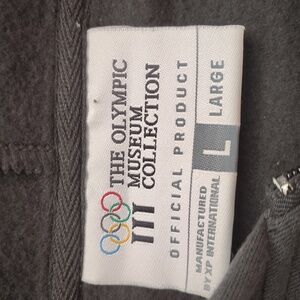 THE OLYMPIC
MUSEUM
COLLECTION
OFFICIAL PRODUCT
L LARGE
MANUFACTURED
BY XP INTERNATIONAL